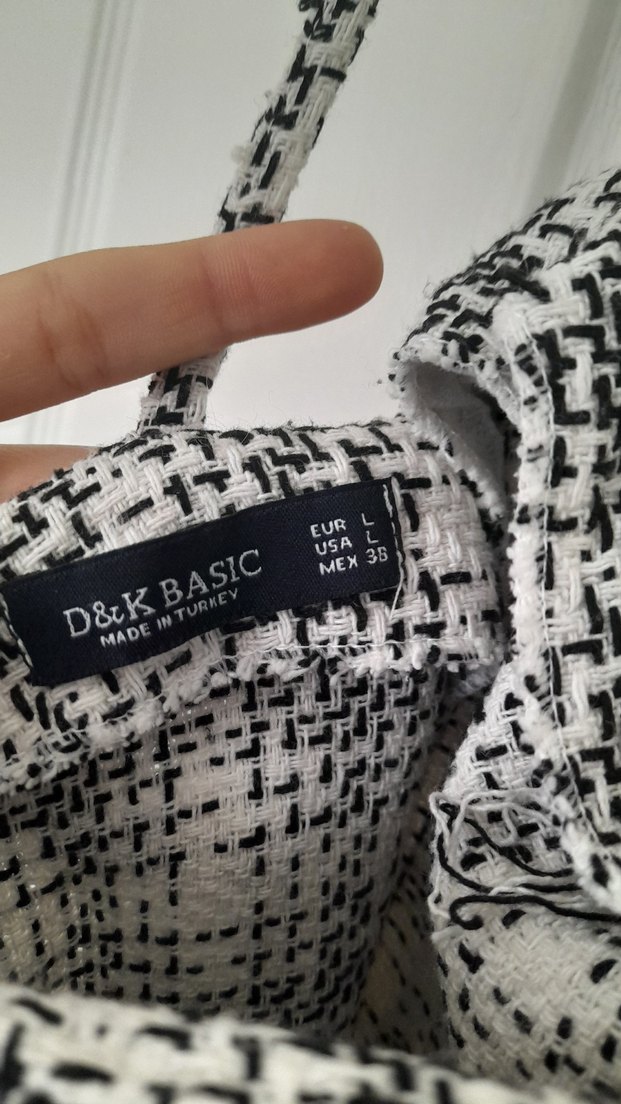 D&K BASIC
MADE IN TURKEY
EUR L
USA L
MEX 38